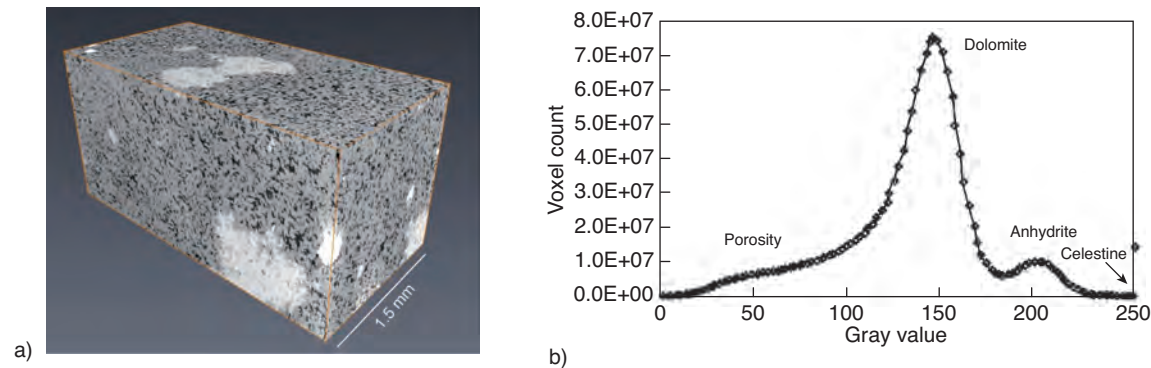 a)
1.5 mm
b)
Voxel count
8.0E+07
7.0E+07
6.0E+07
5.0E+07
4.0E+07
3.0E+07
2.0E+07
1.0E+07
0.0E+00
0
50
100
150
200
250
Gray value
Porosity
Dolomite
Anhydrite
Celestine